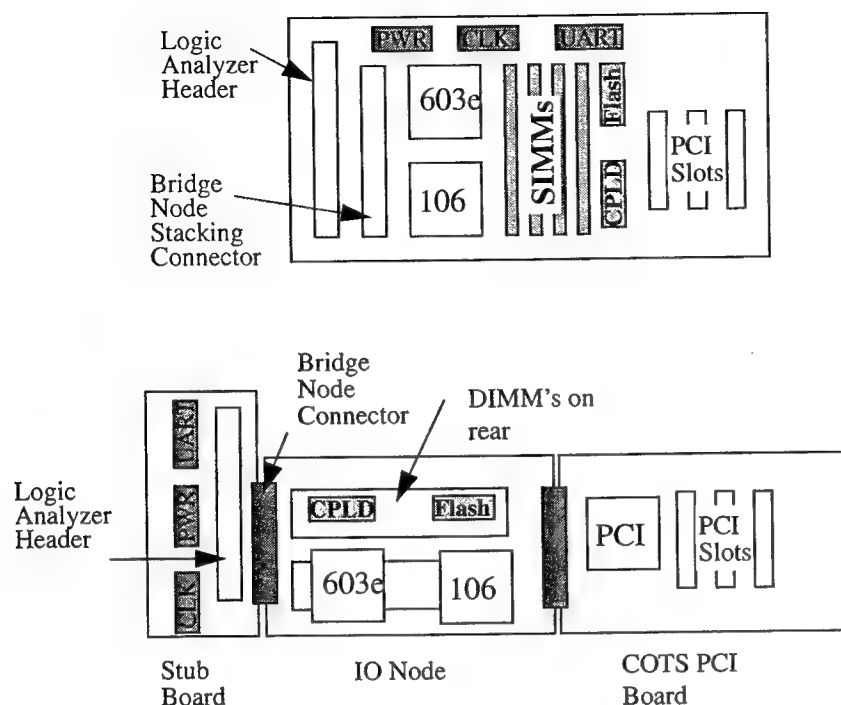 Logic
Analyzer
Header
PWR
CLK
UART
603e
SIMMs
Flash
PCI
Slots
Bridge
Node
Stacking
Connector
106
CPLD
Bridge
Node
Connector
DIMM's on
rear
UART
Logic
Analyzer
Header
PWR
CLK
CPLD
Flash
603e
106
PCI
PCI
Slots
Stub
Board
IO Node
COTS PCI
Board